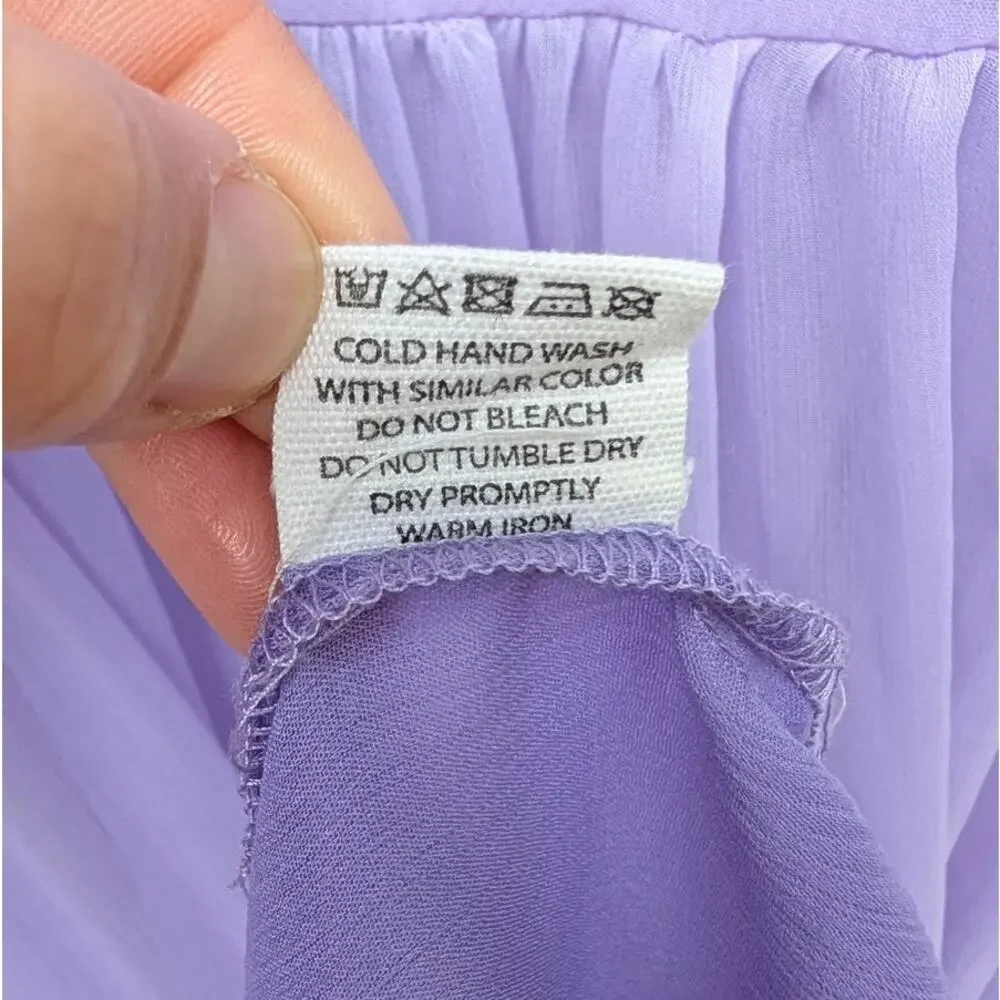 COLD HAND WASH
WITH SIMILAR COLOR
DO NOT BLEACH
DO NOT TUMBLE DRY
DRY PROMPTLY
WARM IRON